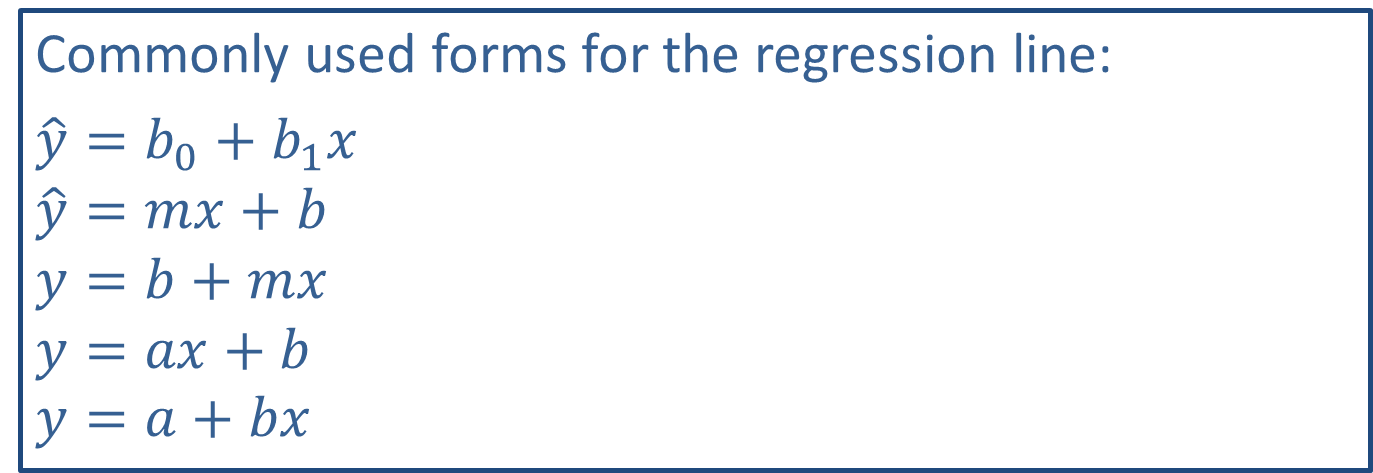 Commonly used forms for the regression line:
ŷ = b₀ + b₁x
ŷ = mx + b
y = b + mx
y = ax + b
y = a + bx